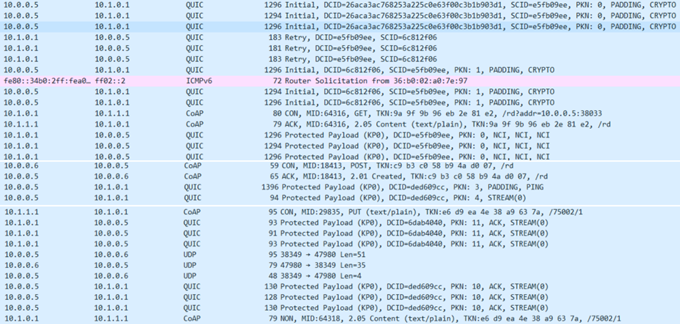 10.0.0.5 10.1.0.1 QUIC 1296 Initial, DCID=26aca3ac768253a225c0e63f00c3b1b903d1, SCID=e5fb09ee, PKN: 0, PADDING, CRYPTO
10.0.0.5 10.1.0.1 QUIC 1294 Initial, DCID=26aca3ac768253a225c0e63f00c3b1b903d1, SCID=e5fb09ee, PKN: 0, PADDING, CRYPTO
10.0.0.5 10.1.0.1 QUIC 1296 Initial, DCID=26aca3ac768253a225c0e63f00c3b1b903d1, SCID=e5fb09ee, PKN: 0, PADDING, CRYPTO
10.1.0.1 10.0.0.5 QUIC 183 Retry, DCID=e5fb09ee, SCID=6c812f06
10.1.0.1 10.0.0.5 QUIC 181 Retry, DCID=e5fb09ee, SCID=6c812f06
10.1.0.1 10.0.0.5 QUIC 183 Retry, DCID=e5fb09ee, SCID=6c812f06
10.0.0.5 10.1.0.1 QUIC 1296 Initial, DCID=6c812f06, SCID=e5fb09ee, PKN: 1, PADDING, CRYPTO
fe80::34b0:2ff:fea0… ff02::2 ICMPv6 72 Router Solicitation from 36:b0:02:a0:7e:97
10.0.0.5 10.1.0.1 QUIC 1294 Initial, DCID=6c812f06, SCID=e5fb09ee, PKN: 1, PADDING, CRYPTO
10.0.0.5 10.1.0.1 QUIC 1296 Initial, DCID=6c812f06, SCID=e5fb09ee, PKN: 1, PADDING, CRYPTO
10.1.0.1 10.1.1.1 CoAP 80 CON, MID:64316, GET, TKN:9a 9f 9b 96 eb 2e 81 e2, /rd?addr=10.0.0.5:38033
10.1.1.1 10.1.0.1 CoAP 79 ACK, MID:64316, 2.05 Content (text/plain), TKN:9a 9f 9b 96 eb 2e 81 e2, /rd
10.1.0.1 10.0.0.5 QUIC 1296 Protected Payload (KP0), DCID=e5fb09ee, PKN: 0, NCI, NCI, NCI
10.1.0.1 10.0.0.5 QUIC 1294 Protected Payload (KP0), DCID=e5fb09ee, PKN: 0, NCI, NCI, NCI
10.1.0.1 10.0.0.5 QUIC 1296 Protected Payload (KP0), DCID=e5fb09ee, PKN: 0, NCI, NCI, NCI
10.0.0.6 10.0.0.5 CoAP 59 CON, MID:18413, POST, TKN:c9 b3 c0 58 b9 4a d0 07, /rd
10.0.0.5 10.0.0.6 CoAP 65 ACK, MID:18413, 2.01 Created, TKN:c9 b3 c0 58 b9 4a d0 07, /rd
10.0.0.5 10.1.0.1 QUIC 1396 Protected Payload (KP0), DCID=ded609cc, PKN: 3, PADDING, PING
10.0.0.5 10.1.0.1 QUIC 94 Protected Payload (KP0), DCID=ded609cc, PKN: 4, STREAM(0)
10.1.1.1 10.1.0.1 CoAP 95 CON, MID:29835, PUT (text/plain), TKN:e6 d9 ea 4e 38 a9 63 7a, /75002/1
10.1.0.1 10.0.0.5 QUIC 93 Protected Payload (KP0), DCID=6dab4040, PKN: 11, ACK, STREAM(0)
10.1.0.1 10.0.0.5 QUIC 91 Protected Payload (KP0), DCID=6dab4040, PKN: 11, ACK, STREAM(0)
10.1.0.1 10.0.0.5 QUIC 93 Protected Payload (KP0), DCID=6dab4040, PKN: 11, ACK, STREAM(0)
10.0.0.5 10.0.0.6 UDP 95 38349 → 47980 Len=51
10.0.0.5 10.0.0.6 UDP 79 47980 → 38349 Len=35
10.0.0.5 10.0.0.6 UDP 48 38349 → 47980 Len=4
10.0.0.5 10.1.0.1 QUIC 130 Protected Payload (KP0), DCID=ded609cc, PKN: 10, ACK, STREAM(0)
10.0.0.5 10.1.0.1 QUIC 128 Protected Payload (KP0), DCID=ded609cc, PKN: 10, ACK, STREAM(0)
10.0.0.5 10.1.0.1 QUIC 130 Protected Payload (KP0), DCID=ded609cc, PKN: 10, ACK, STREAM(0)
10.1.0.1 10.1.1.1 CoAP 79 NON, MID:64318, 2.05 Content (text/plain), TKN:e6 d9 ea 4e 38 a9 63 7a, /75002/1